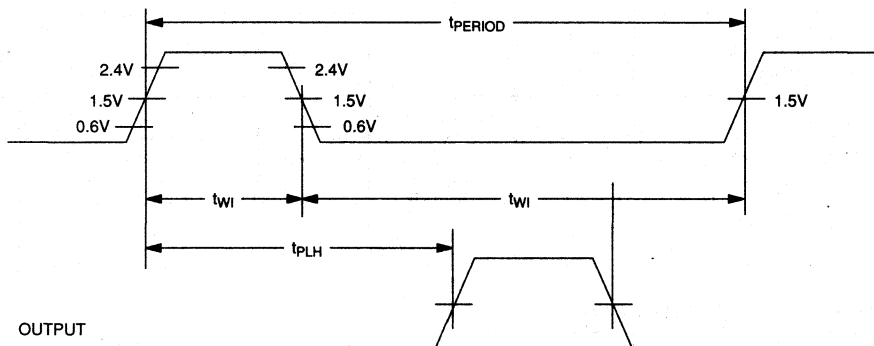 tPERIOD
2.4V 2.4V
1.5V 1.5V 1.5V
0.6V 0.6V
tWI tWI
tPLH
OUTPUT